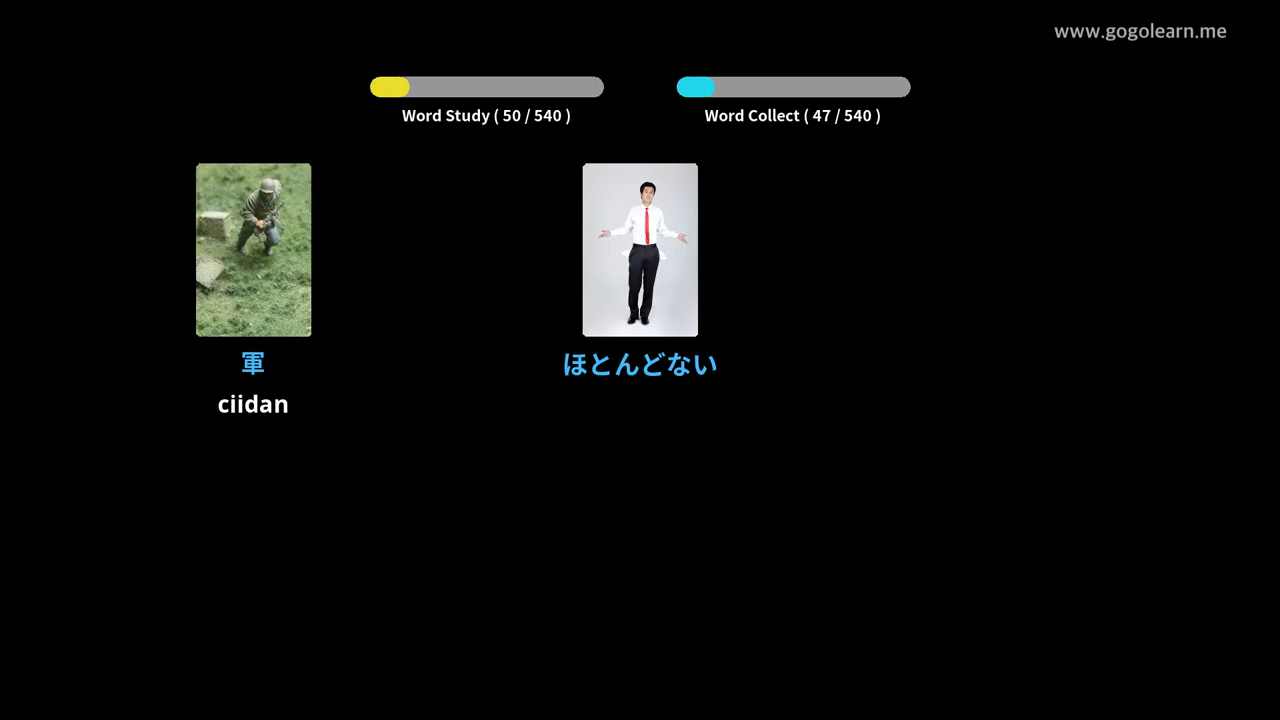 www.gogolearn.me
Word Study ( 50 / 540 )
Word Collect ( 47 / 540 )
軍
ほとんどない
ciidan